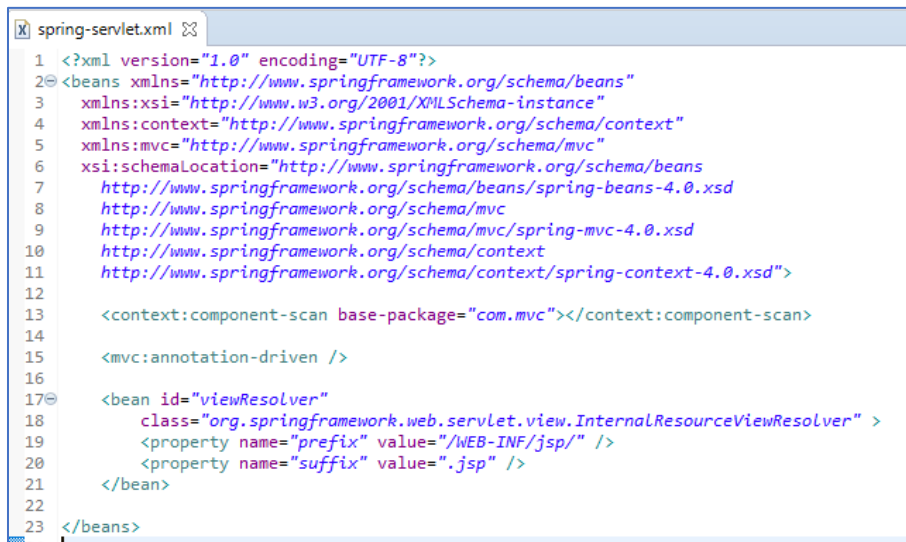 spring-servlet.xml
1 <?xml version="1.0" encoding="UTF-8"?>
2 <beans xmlns="http://www.springframework.org/schema/beans"
3 xmlns:xsi="http://www.w3.org/2001/XMLSchema-instance"
4 xmlns:context="http://www.springframework.org/schema/context"
5 xmlns:mvc="http://www.springframework.org/schema/mvc"
6 xsi:schemaLocation="http://www.springframework.org/schema/beans
7 http://www.springframework.org/schema/beans/spring-beans-4.0.xsd
8 http://www.springframework.org/schema/mvc
9 http://www.springframework.org/schema/mvc/spring-mvc-4.0.xsd
10 http://www.springframework.org/schema/context
11 http://www.springframework.org/schema/context/spring-context-4.0.xsd">
12
13 <context:component-scan base-package="com.mvc"></context:component-scan>
14
15 <mvc:annotation-driven />
16
17 <bean id="viewResolver"
18 class="org.springframework.web.servlet.view.InternalResourceViewResolver" >
19 <property name="prefix" value="/WEB-INF/jsp/" />
20 <property name="suffix" value=".jsp" />
21 </bean>
22
23 </beans>